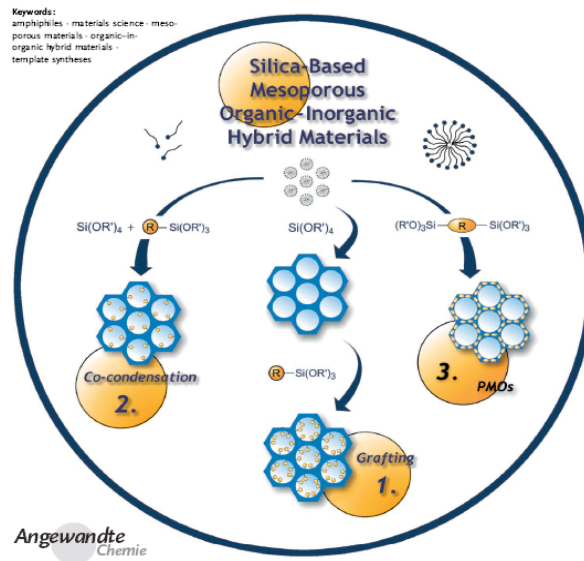 Keywords:
amphiphiles · materials science · meso-
porous materials · organic–in-
organic hybrid materials ·
template syntheses
Silica-Based
Mesoporous
Organic–Inorganic
Hybrid Materials
Si(OR')₄ + R—Si(OR')₃
Si(OR')₄
(R'O)₃Si—R—Si(OR')₃
Co-condensation
2.
3.
PMOs
R—Si(OR')₃
Grafting
1.
Angewandte
Chemie